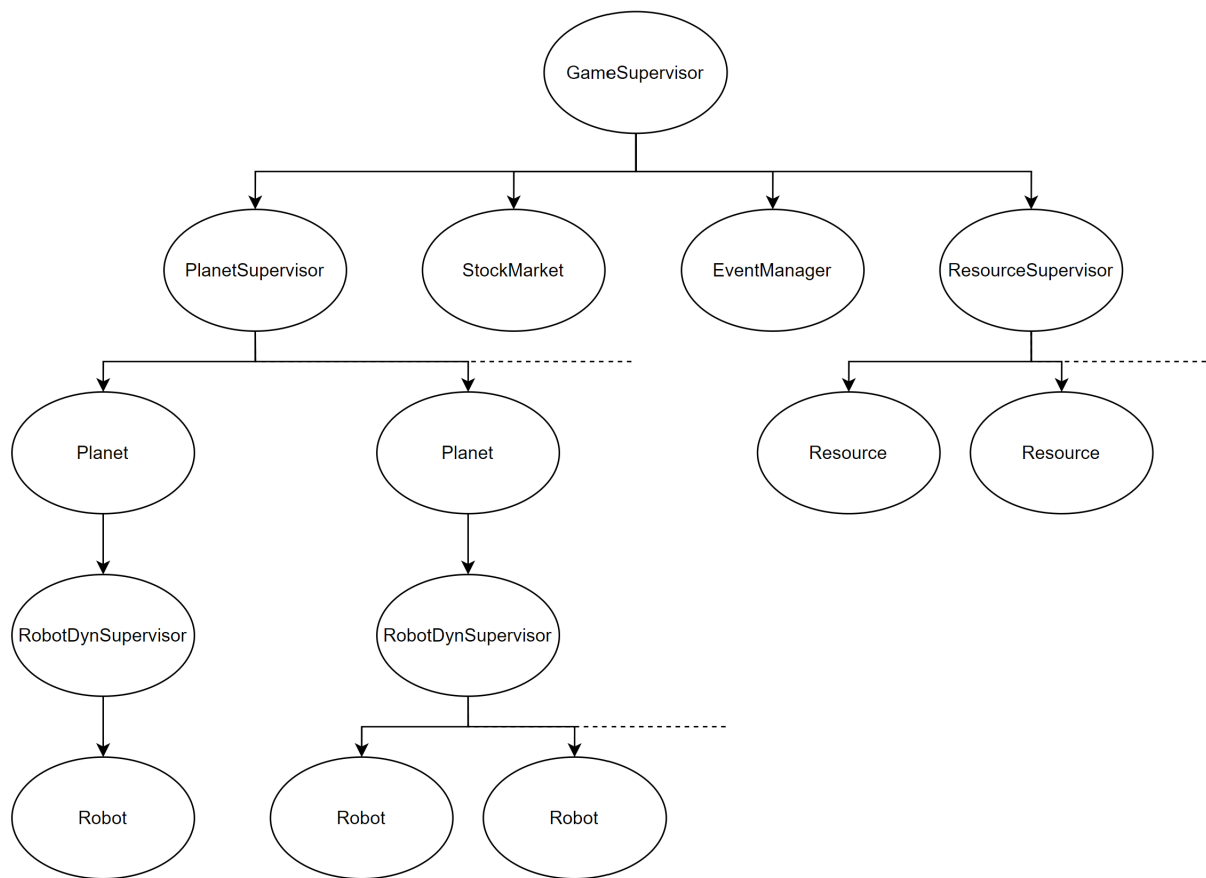 GameSupervisor
PlanetSupervisor
StockMarket
EventManager
ResourceSupervisor
Planet
Planet
Resource
Resource
RobotDynSupervisor
RobotDynSupervisor
Robot
Robot
Robot